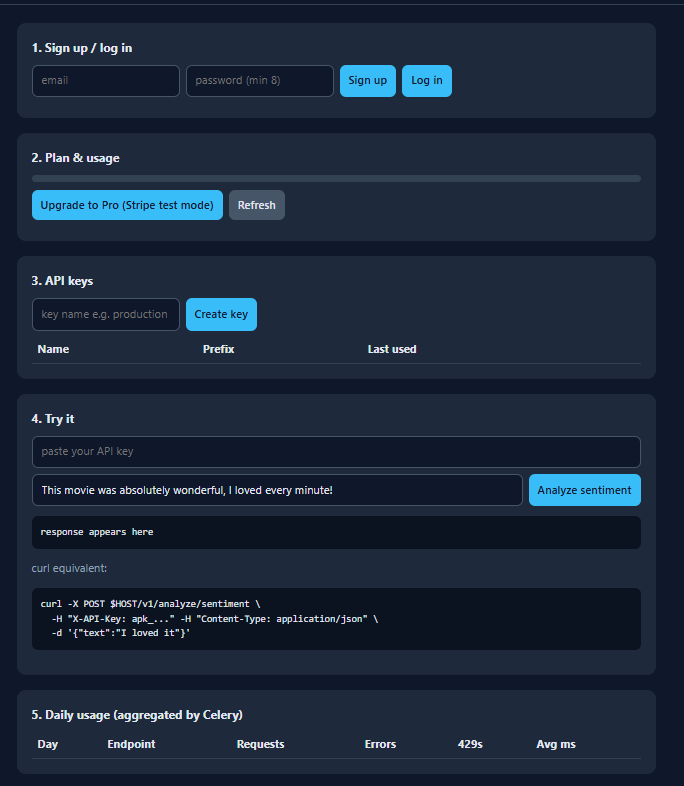 1. Sign up / log in
email password (min 8) Sign up Log in
2. Plan & usage
Upgrade to Pro (Stripe test mode) Refresh
3. API keys
key name e.g. production Create key
Name Prefix Last used
4. Try it
paste your API key
This movie was absolutely wonderful, I loved every minute! Analyze sentiment
response appears here
curl equivalent:
curl -X POST $HOST/v1/analyze/sentiment \
  -H "X-API-Key: apk_..." -H "Content-Type: application/json" \
  -d '{"text":"I loved it"}'
5. Daily usage (aggregated by Celery)
Day Endpoint Requests Errors 429s Avg ms